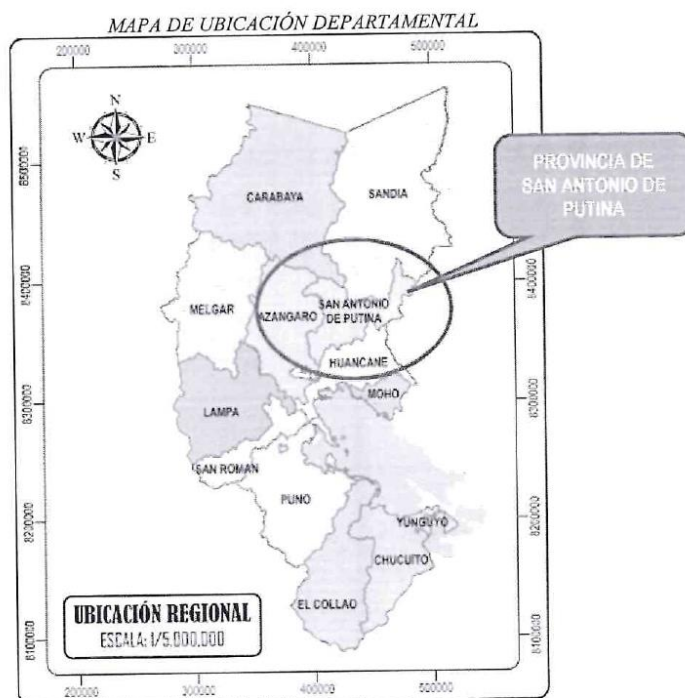 MAPA DE UBICACIÓN DEPARTAMENTAL
200000 300000 400000 500000
N
W E
S
PROVINCIA DE
SAN ANTONIO DE
PUTINA
8500000
SANDIA
CARABAYA
8400000 8400000
MELGAR
AZANGARO
SAN ANTONIO
DE PUTINA
HUANCANE
MOHO
8300000 8300000
LAMPA
SAN ROMAN
PUNO
8200000 8200000
YUNGUYO
CHUCUITO
EL COLLAO
UBICACIÓN REGIONAL
ESCALA: 1/5.000,000
8100000 8100000
200000 300000 400000 500000